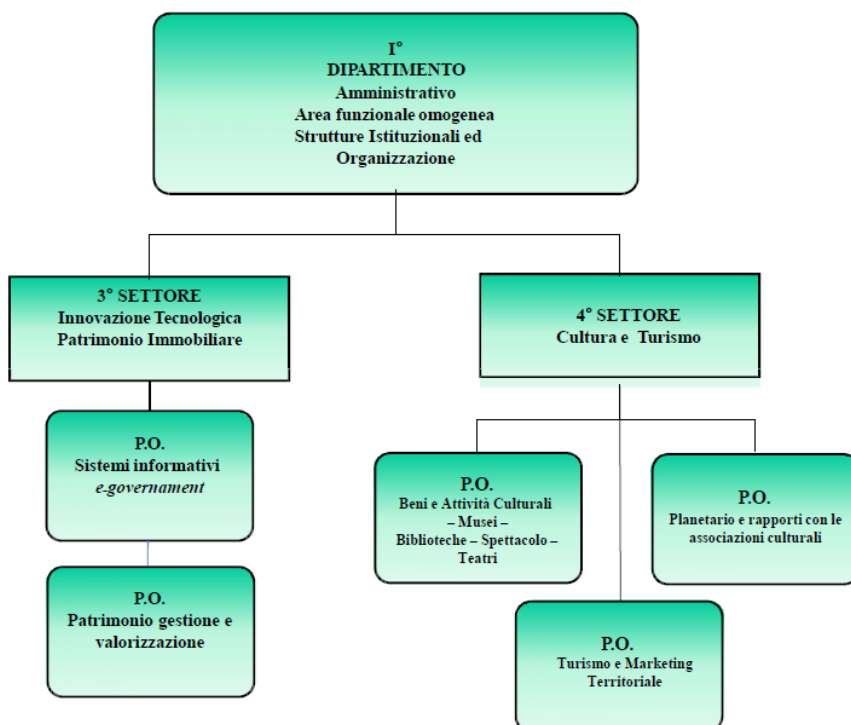 I°
DIPARTIMENTO
Amministrativo
Area funzionale omogenea
Strutture Istituzionali ed
Organizzazione
3° SETTORE
Innovazione Tecnologica
Patrimonio Immobiliare
4° SETTORE
Cultura e Turismo
P.O.
Sistemi informativi
e-governament
P.O.
Patrimonio gestione e
valorizzazione
P.O.
Beni e Attività Culturali
– Musei –
Biblioteche – Spettacolo –
Teatri
P.O.
Planetario e rapporti con le
associazioni culturali
P.O.
Turismo e Marketing
Territoriale